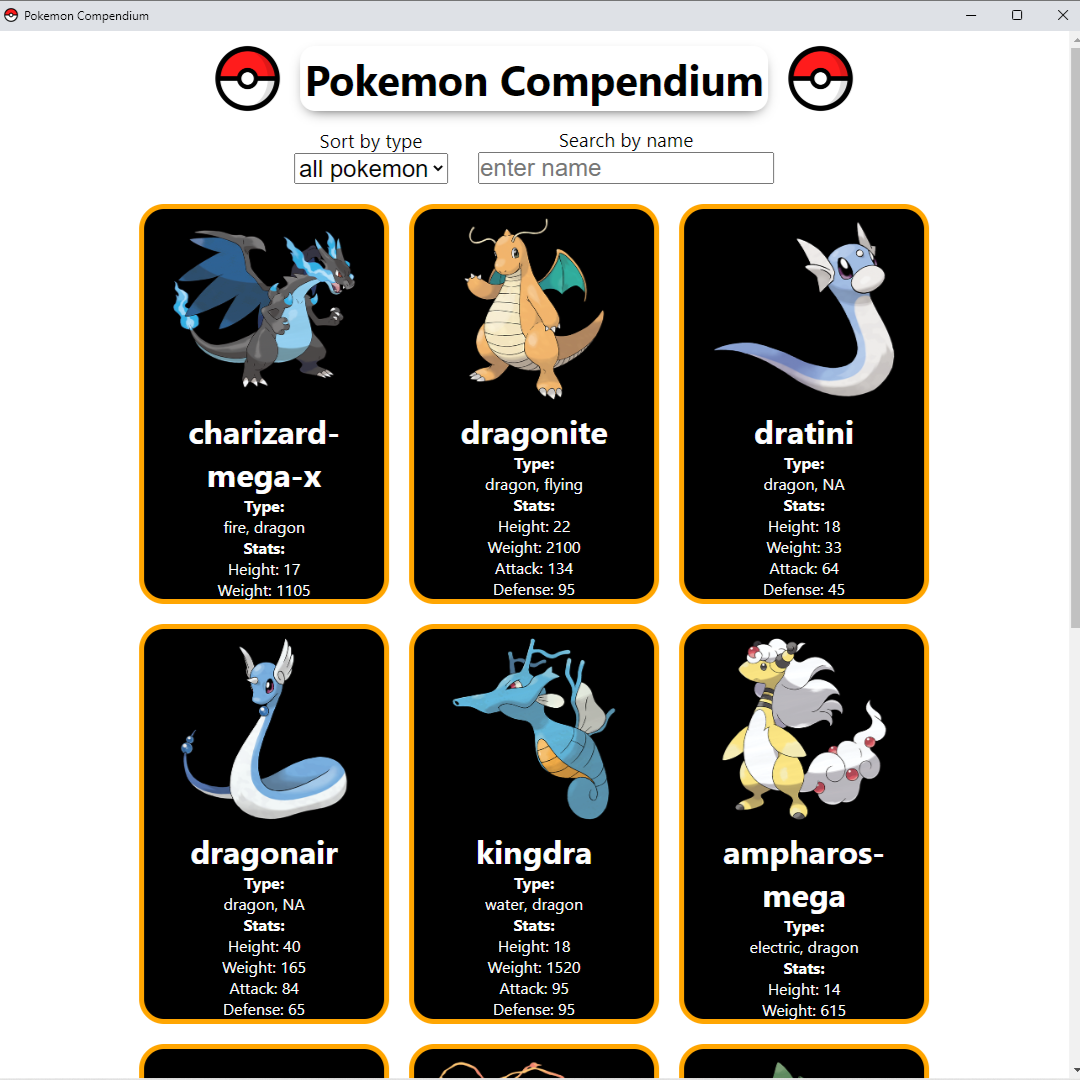 Pokemon Compendium
Pokemon Compendium
Sort by type
Search by name
all pokemon
enter name
charizard-
mega-x
Type:
fire, dragon
Stats:
Height: 17
Weight: 1105
dragonite
Type:
dragon, flying
Stats:
Height: 22
Weight: 2100
Attack: 134
Defense: 95
dratini
Type:
dragon, NA
Stats:
Height: 18
Weight: 33
Attack: 64
Defense: 45
dragonair
Type:
dragon, NA
Stats:
Height: 40
Weight: 165
Attack: 84
Defense: 65
kingdra
Type:
water, dragon
Stats:
Height: 18
Weight: 1520
Attack: 95
Defense: 95
ampharos-
mega
Type:
electric, dragon
Stats:
Height: 14
Weight: 615